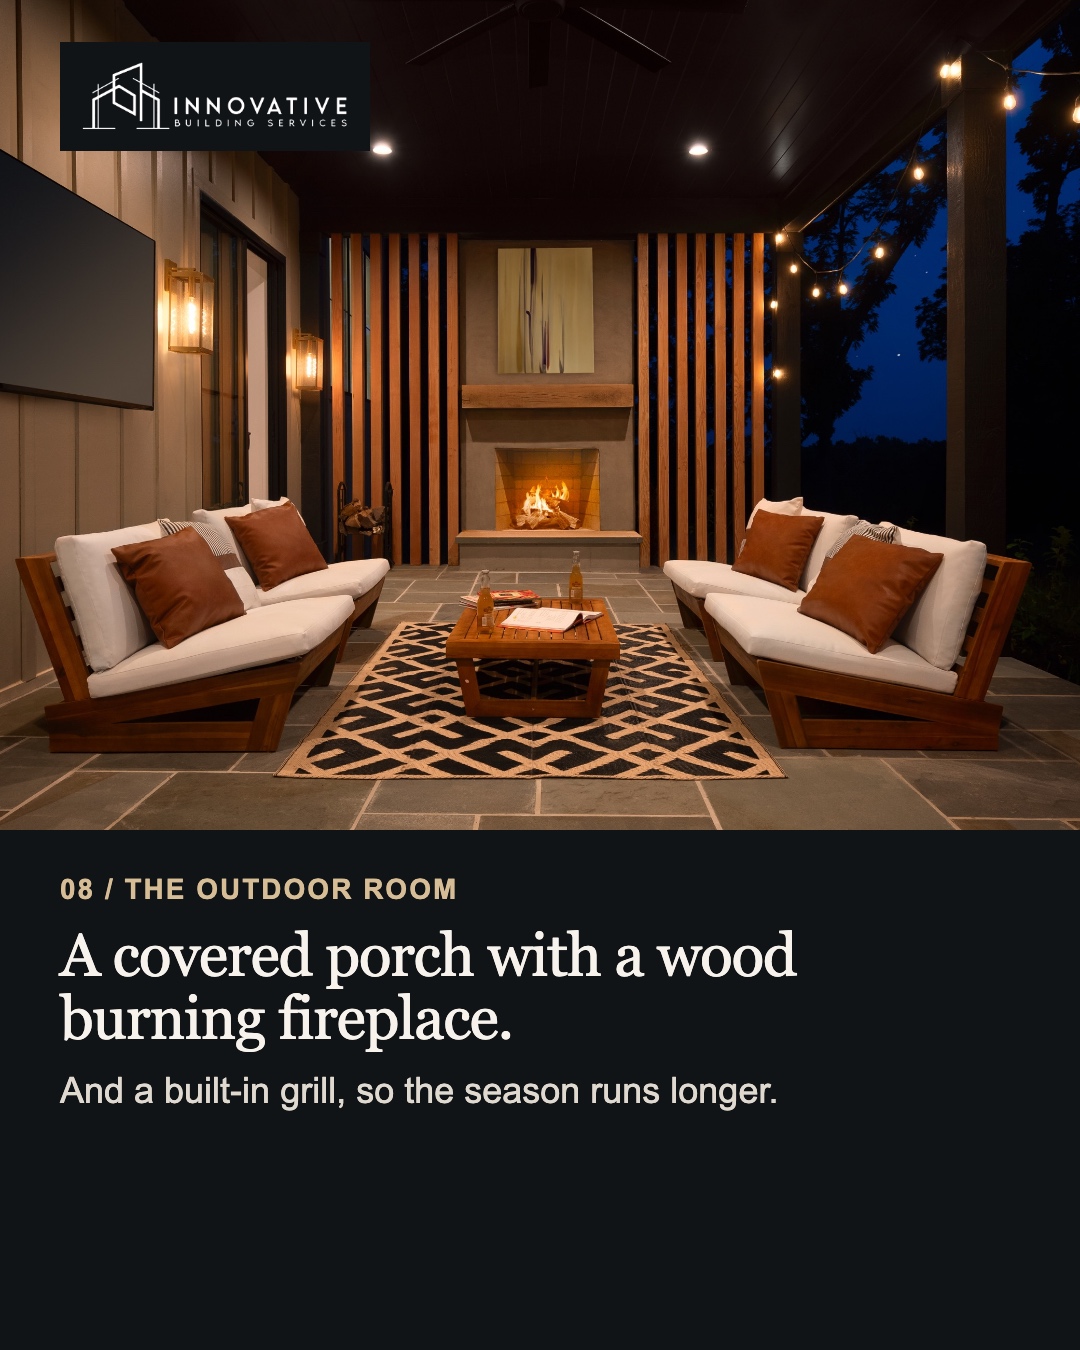 INNOVATIVE
BUILDING SERVICES
08 / THE OUTDOOR ROOM
A covered porch with a wood
burning fireplace.
And a built-in grill, so the season runs longer.